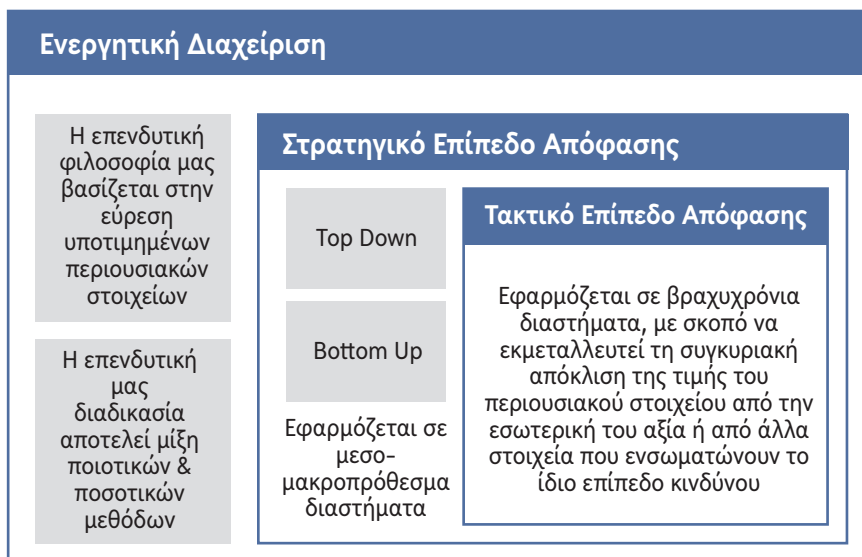 Ενεργητική Διαχείριση
Η επενδυτική
φιλοσοφία μας
βασίζεται στην
εύρεση
υποτιμημένων
περιουσιακών
στοιχείων
Η επενδυτική
μας
διαδικασία
αποτελεί μίξη
ποιοτικών &
ποσοτικών
μεθόδων
Στρατηγικό Επίπεδο Απόφασης
Top Down
Bottom Up
Εφαρμόζεται σε
μεσο-
μακροπρόθεσμα
διαστήματα
Τακτικό Επίπεδο Απόφασης
Εφαρμόζεται σε βραχυχρόνια
διαστήματα, με σκοπό να
εκμεταλλευτεί τη συγκυριακή
απόκλιση της τιμής του
περιουσιακού στοιχείου από την
εσωτερική του αξία ή από άλλα
στοιχεία που ενσωματώνουν το
ίδιο επίπεδο κινδύνου